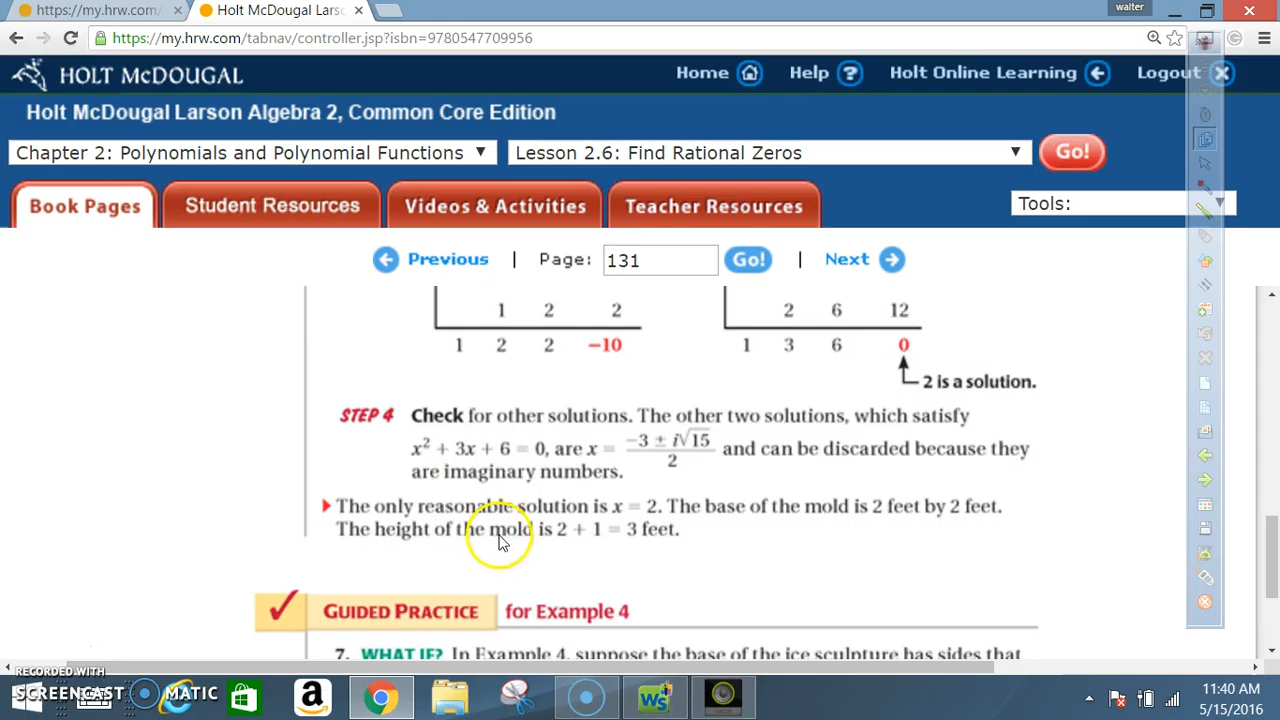 https://my.hrw.com/tabnav/ ×
Holt McDougal Lars ×
walter
https://my.hrw.com/tabnav/controller.jsp?isbn=9780547709956
HOLT MCDOUGAL
Home Help ? Holt Online Learning Logout X
Holt McDougal Larson Algebra 2, Common Core Edition
Chapter 2: Polynomials and Polynomial Functions ▼ Lesson 2.6: Find Rational Zeros ▼ Go!
Book Pages Student Resources Videos & Activities Teacher Resources
Tools:
Previous | Page: 131 Go! | Next
1 2 2 2 6 12
1 2 2 −10 1 3 6 0
2 is a solution.
STEP 4 Check for other solutions. The other two solutions, which satisfy
x² + 3x + 6 = 0, are x = (−3 ± i√15)/2 and can be discarded because they
are imaginary numbers.
The only reasonable solution is x = 2. The base of the mold is 2 feet by 2 feet.
The height of the mold is 2 + 1 = 3 feet.
✓ GUIDED PRACTICE for Example 4
7. WHAT IF? In Example 4, suppose the base of the ice sculpture has sides that
RECORDED WITH
SCREENCAST MATIC
11:40 AM
5/15/2016